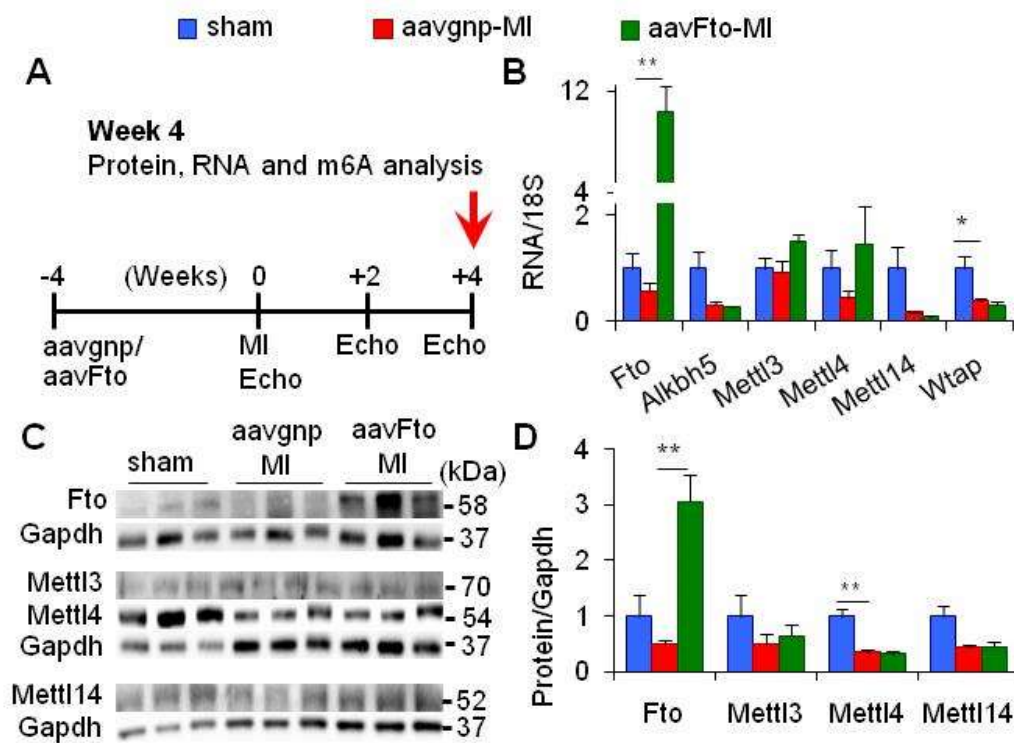 sham aavgnp-MI aavFto-MI
A
Week 4
Protein, RNA and m6A analysis
-4 (Weeks) 0 +2 +4
aavgnp/ MI Echo Echo
aavFto Echo
B
RNA/18S
12
4
2
0
** *
Fto Alkbh5 Mettl3 Mettl4 Mettl14 Wtap
C
sham aavgnp MI aavFto MI (kDa)
Fto 58
Gapdh 37
Mettl3 70
Mettl4 54
Gapdh 37
Mettl14 52
Gapdh 37
D
Protein/Gapdh
4
3
2
1
0
** **
Fto Mettl3 Mettl4 Mettl14